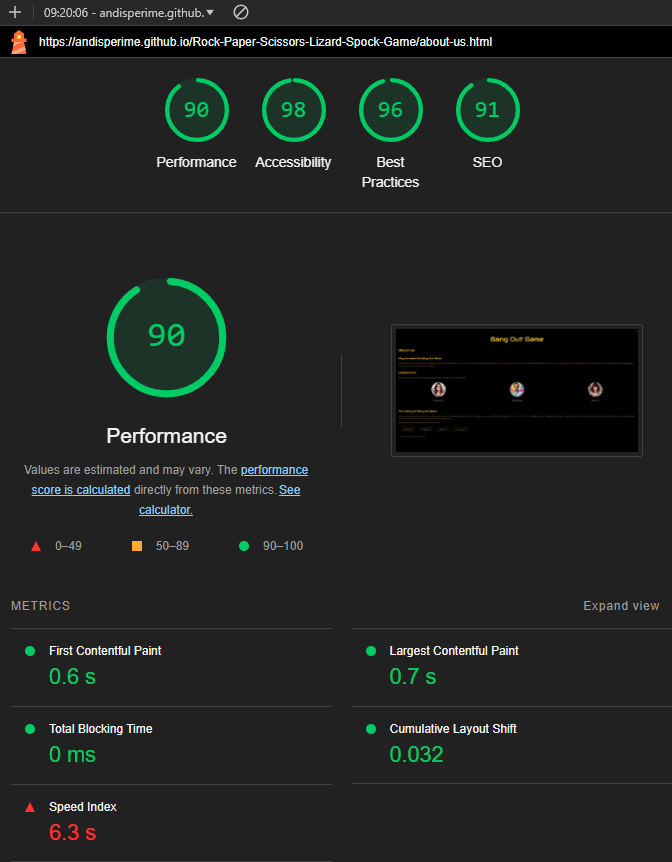 09:20:06 - andisperime.github.
https://andisperime.github.io/Rock-Paper-Scissors-Lizard-Spock-Game/about-us.html
90
98
96
91
Performance
Accessibility
Best
Practices
SEO
90
Performance
Values are estimated and may vary. The performance
score is calculated directly from these metrics. See
calculator.
0–49
50–89
90–100
Bang Out Game
METRICS
Expand view
First Contentful Paint
0.6 s
Largest Contentful Paint
0.7 s
Total Blocking Time
0 ms
Cumulative Layout Shift
0.032
Speed Index
6.3 s